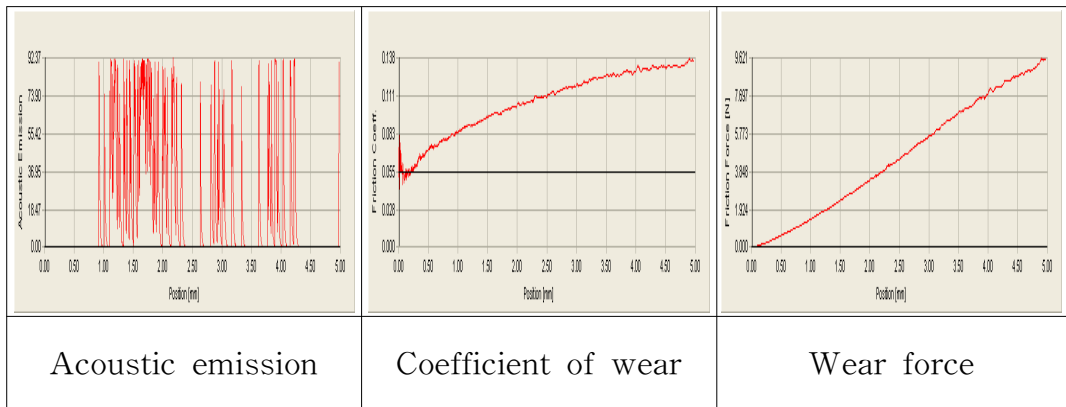 92.37
73.90
55.42
36.95
18.47
0.00
Acoustic Emission
0.00 0.50 1.00 1.50 2.00 2.50 3.00 3.50 4.00 4.50 5.00
Position [mm]
0.138
0.111
0.083
0.055
0.028
0.000
Friction Coeff.
0.00 0.50 1.00 1.50 2.00 2.50 3.00 3.50 4.00 4.50 5.00
Position [mm]
9.621
7.697
5.773
3.848
1.924
0.000
Friction Force [N]
0.00 0.50 1.00 1.50 2.00 2.50 3.00 3.50 4.00 4.50 5.00
Position [mm]
Acoustic emission
Coefficient of wear
Wear force